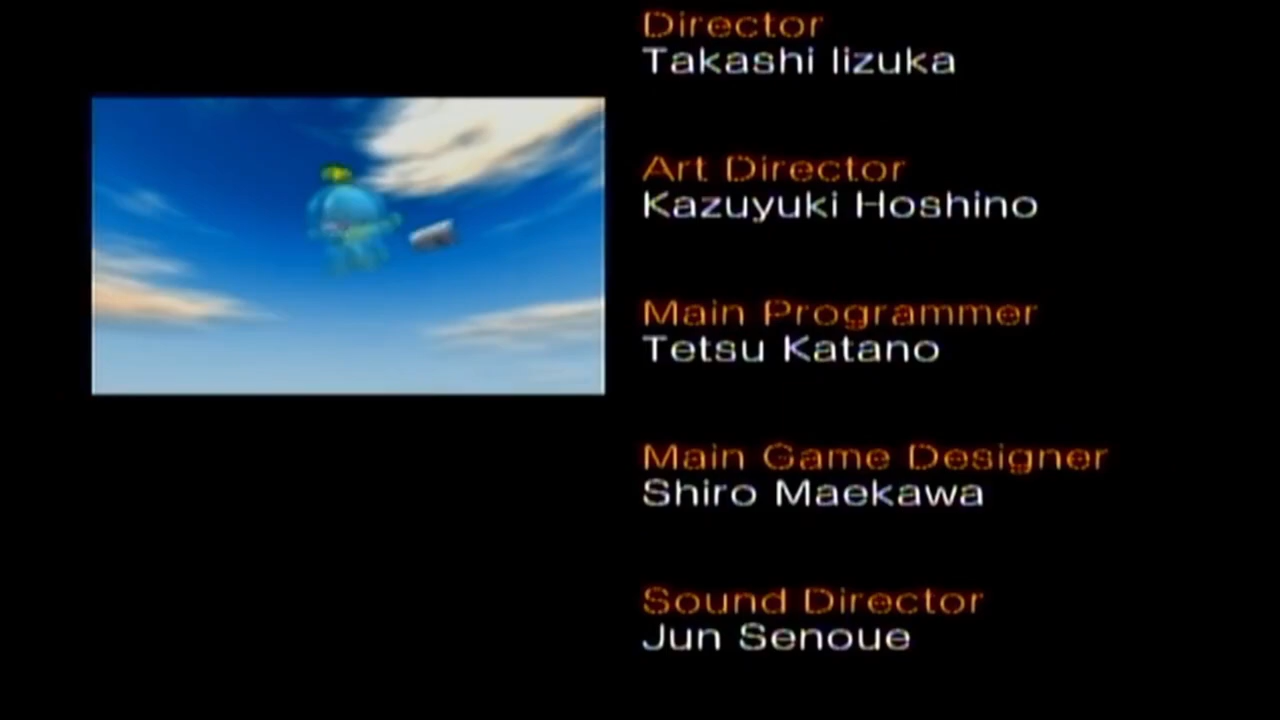 Director
Takashi Iizuka
Art Director
Kazuyuki Hoshino
Main Programmer
Tetsu Katano
Main Game Designer
Shiro Maekawa
Sound Director
Jun Senoue